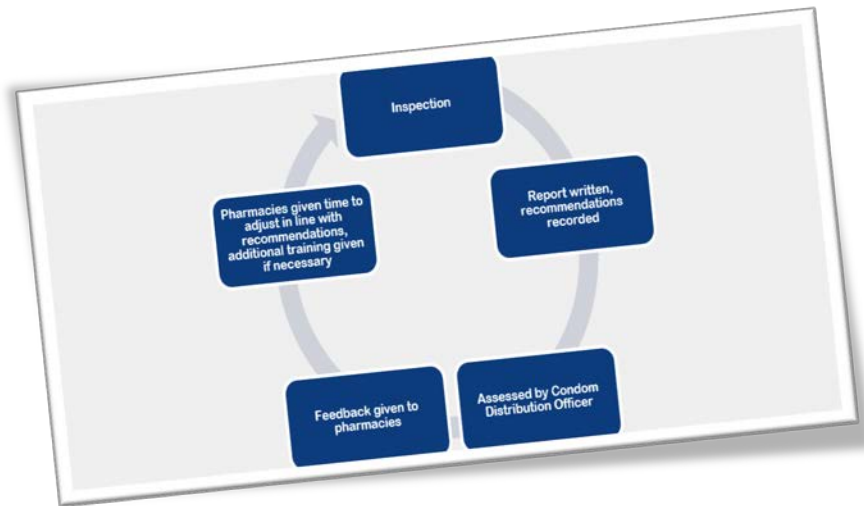 Inspection
Report written,
recommendations
recorded
Assessed by Condom
Distribution Officer
Feedback given to
pharmacies
Pharmacies given time to
adjust in line with
recommendations,
additional training given
if necessary